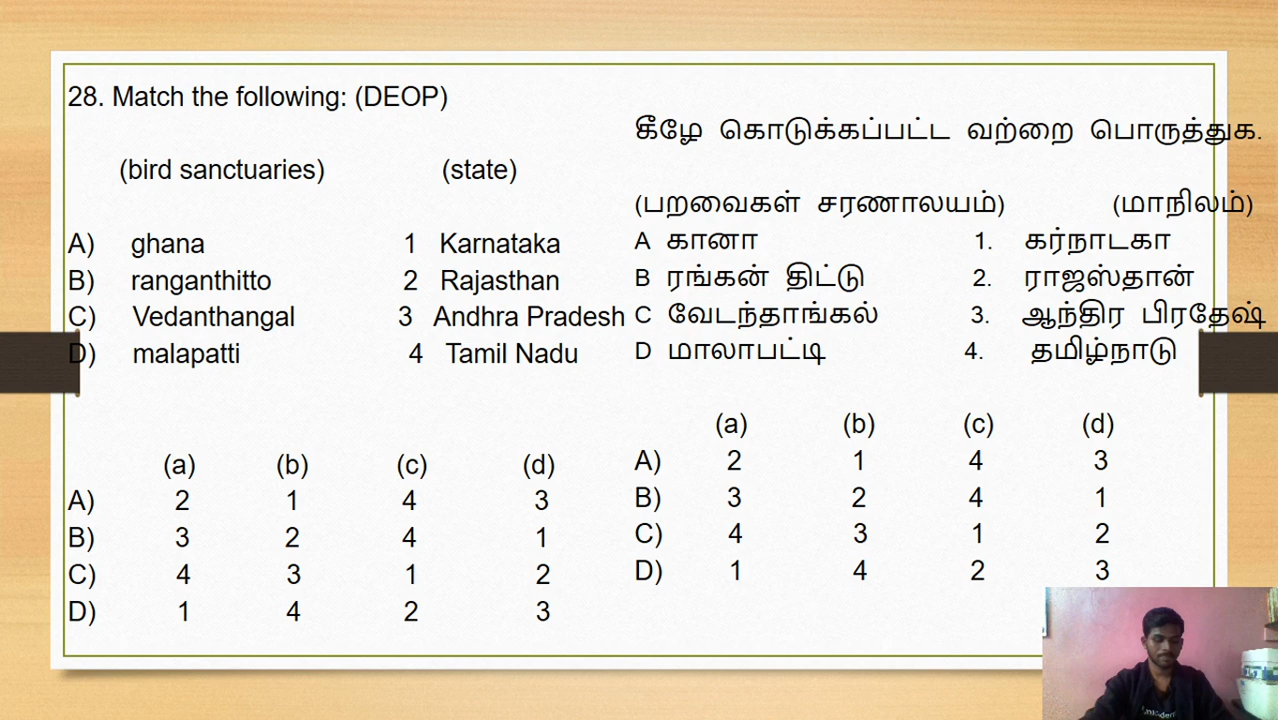 28. Match the following: (DEOP)
(bird sanctuaries) (state)
A) ghana 1 Karnataka
B) ranganthitto 2 Rajasthan
C) Vedanthangal 3 Andhra Pradesh
D) malapatti 4 Tamil Nadu
(a) (b) (c) (d)
A) 2 1 4 3
B) 3 2 4 1
C) 4 3 1 2
D) 1 4 2 3
கீழே கொடுக்கப்பட்ட வற்றை பொருத்துக.
(பறவைகள் சரணாலயம்) (மாநிலம்)
A கானா 1. கர்நாடகா
B ரங்கன் திட்டு 2. ராஜஸ்தான்
C வேடந்தாங்கல் 3. ஆந்திர பிரதேஷ்
D மாலாபட்டி 4. தமிழ்நாடு
(a) (b) (c) (d)
A) 2 1 4 3
B) 3 2 4 1
C) 4 3 1 2
D) 1 4 2 3